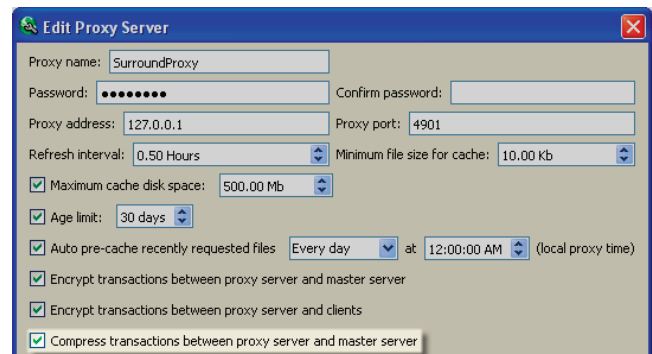 Edit Proxy Server
Proxy name: SurroundProxy
Password: ●●●●●●●● Confirm password:
Proxy address: 127.0.0.1 Proxy port: 4901
Refresh interval: 0.50 Hours Minimum file size for cache: 10.00 Kb
Maximum cache disk space: 500.00 Mb
Age limit: 30 days
Auto pre-cache recently requested files Every day at 12:00:00 AM (local proxy time)
Encrypt transactions between proxy server and master server
Encrypt transactions between proxy server and clients
Compress transactions between proxy server and master server